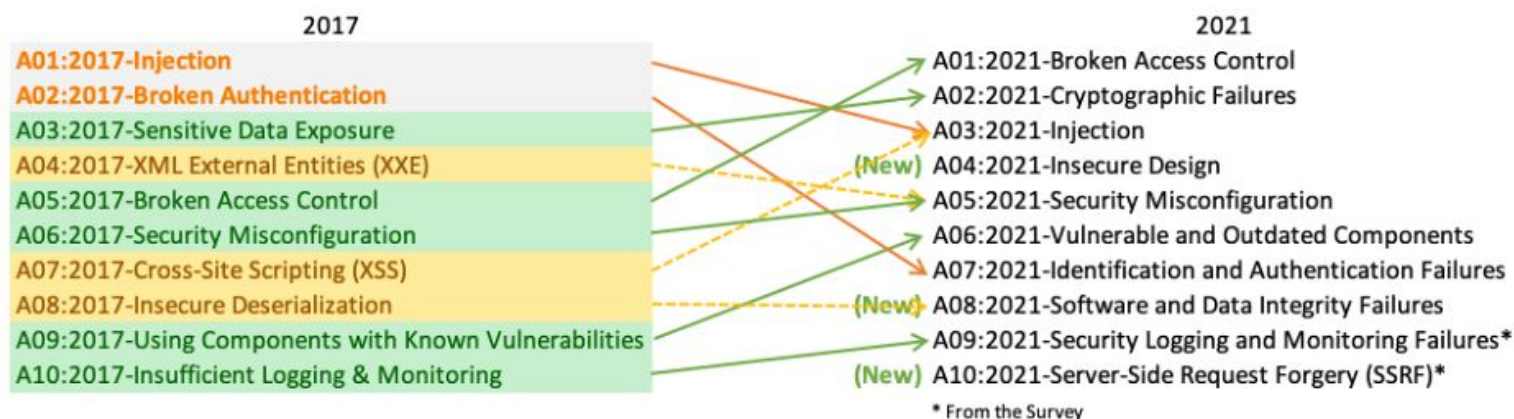 2017
A01:2017-Injection
A02:2017-Broken Authentication
A03:2017-Sensitive Data Exposure
A04:2017-XML External Entities (XXE)
A05:2017-Broken Access Control
A06:2017-Security Misconfiguration
A07:2017-Cross-Site Scripting (XSS)
A08:2017-Insecure Deserialization
A09:2017-Using Components with Known Vulnerabilities
A10:2017-Insufficient Logging & Monitoring
2021
A01:2021-Broken Access Control
A02:2021-Cryptographic Failures
A03:2021-Injection
(New) A04:2021-Insecure Design
A05:2021-Security Misconfiguration
A06:2021-Vulnerable and Outdated Components
A07:2021-Identification and Authentication Failures
(New) A08:2021-Software and Data Integrity Failures
A09:2021-Security Logging and Monitoring Failures*
(New) A10:2021-Server-Side Request Forgery (SSRF)*
* From the Survey